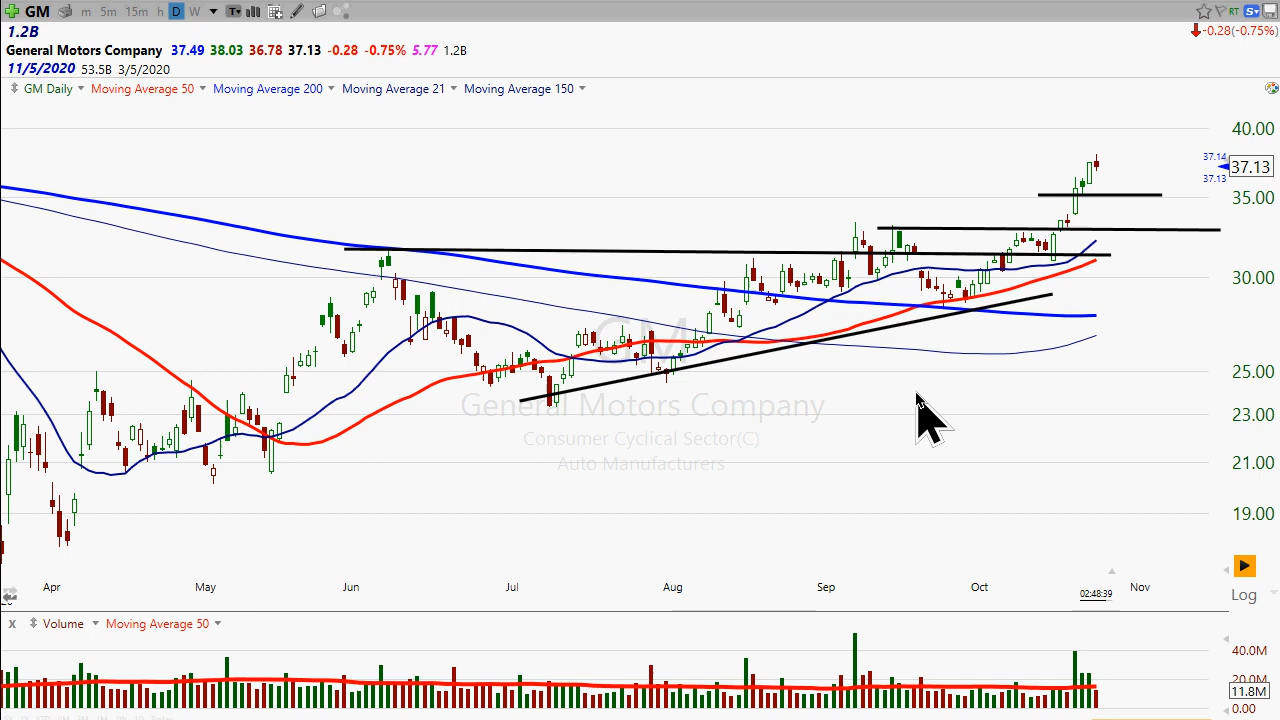 GM m 5m 15m h D W T RT S
1.2B -0.28(-0.75%)
General Motors Company 37.49 38.03 36.78 37.13 -0.28 -0.75% 5.77 1.2B
11/5/2020 53.5B 3/5/2020
GM Daily Moving Average 50 Moving Average 200 Moving Average 21 Moving Average 150
40.00
37.14
37.13
37.13
35.00
30.00
GM
25.00
General Motors Company
23.00
Consumer Cyclical Sector(C)
Auto Manufacturers
21.00
19.00
Apr May Jun Jul Aug Sep Oct Nov
02:48:39
Log
X Volume Moving Average 50
40.0M
20.0M
11.8M
0.00